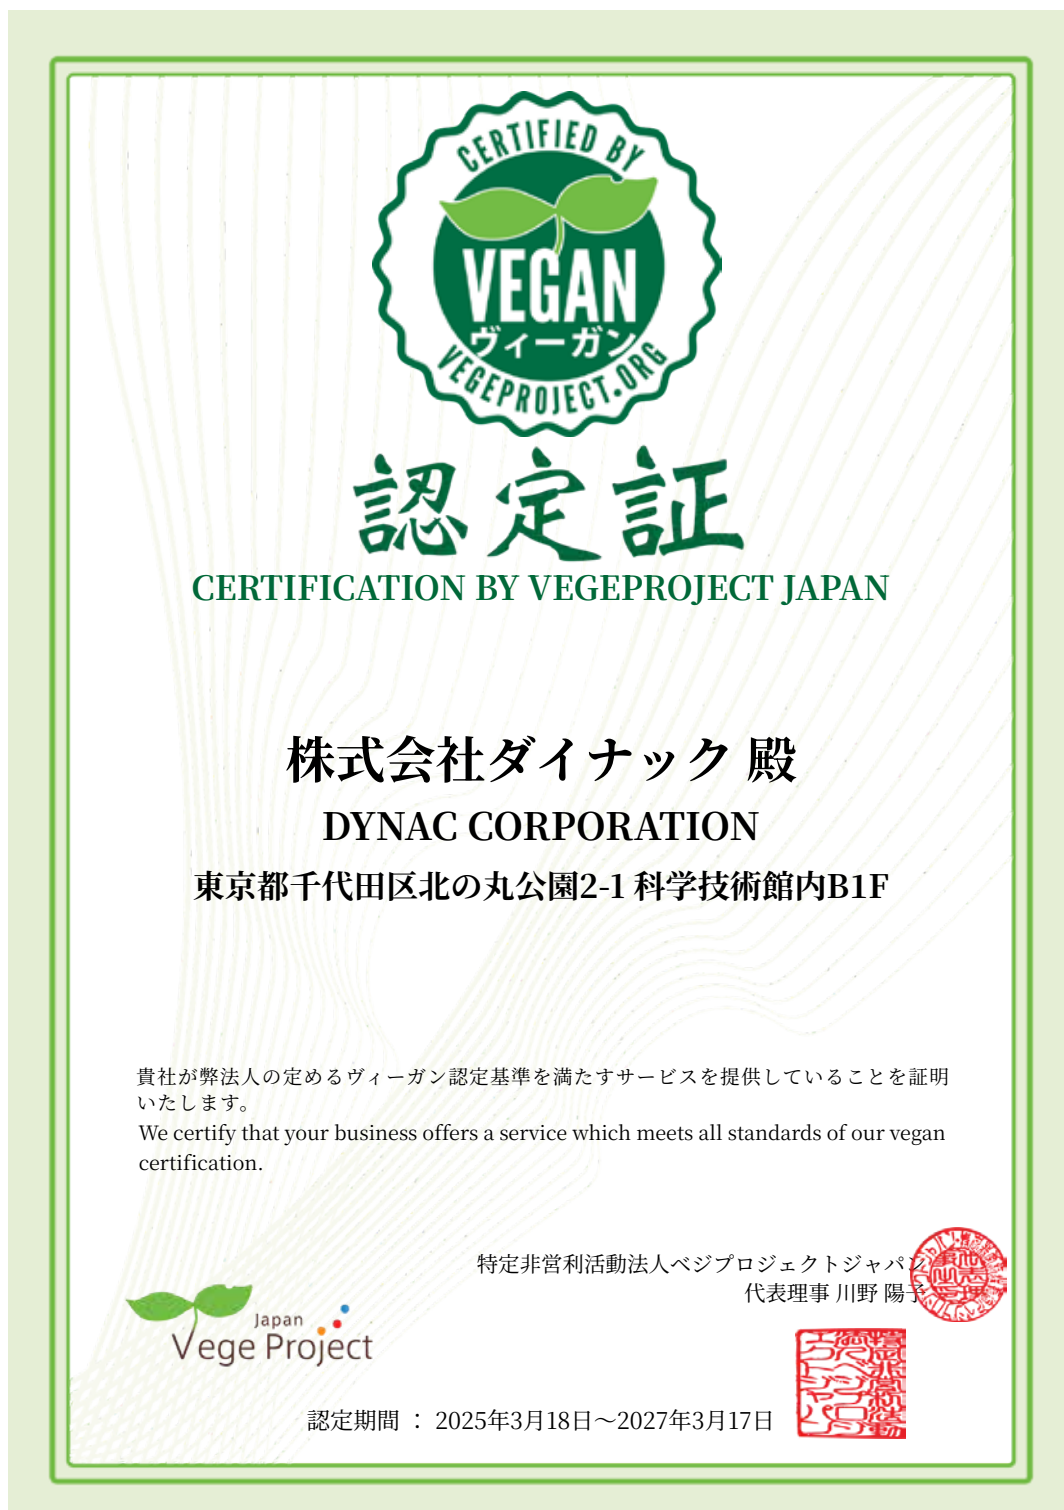 CERTIFIED BY
VEGAN
ヴィーガン
VEGEPROJECT.ORG
認定証
CERTIFICATION BY VEGEPROJECT JAPAN
株式会社ダイナック 殿
DYNAC CORPORATION
東京都千代田区北の丸公園2-1 科学技術館内B1F
貴社が弊法人の定めるヴィーガン認定基準を満たすサービスを提供していることを証明
いたします。
We certify that your business offers a service which meets all standards of our vegan
certification.
特定非営利活動法人ベジプロジェクトジャパン
代表理事 川野 陽子
Japan
Vege Project
認定期間 ： 2025年3月18日～2027年3月17日